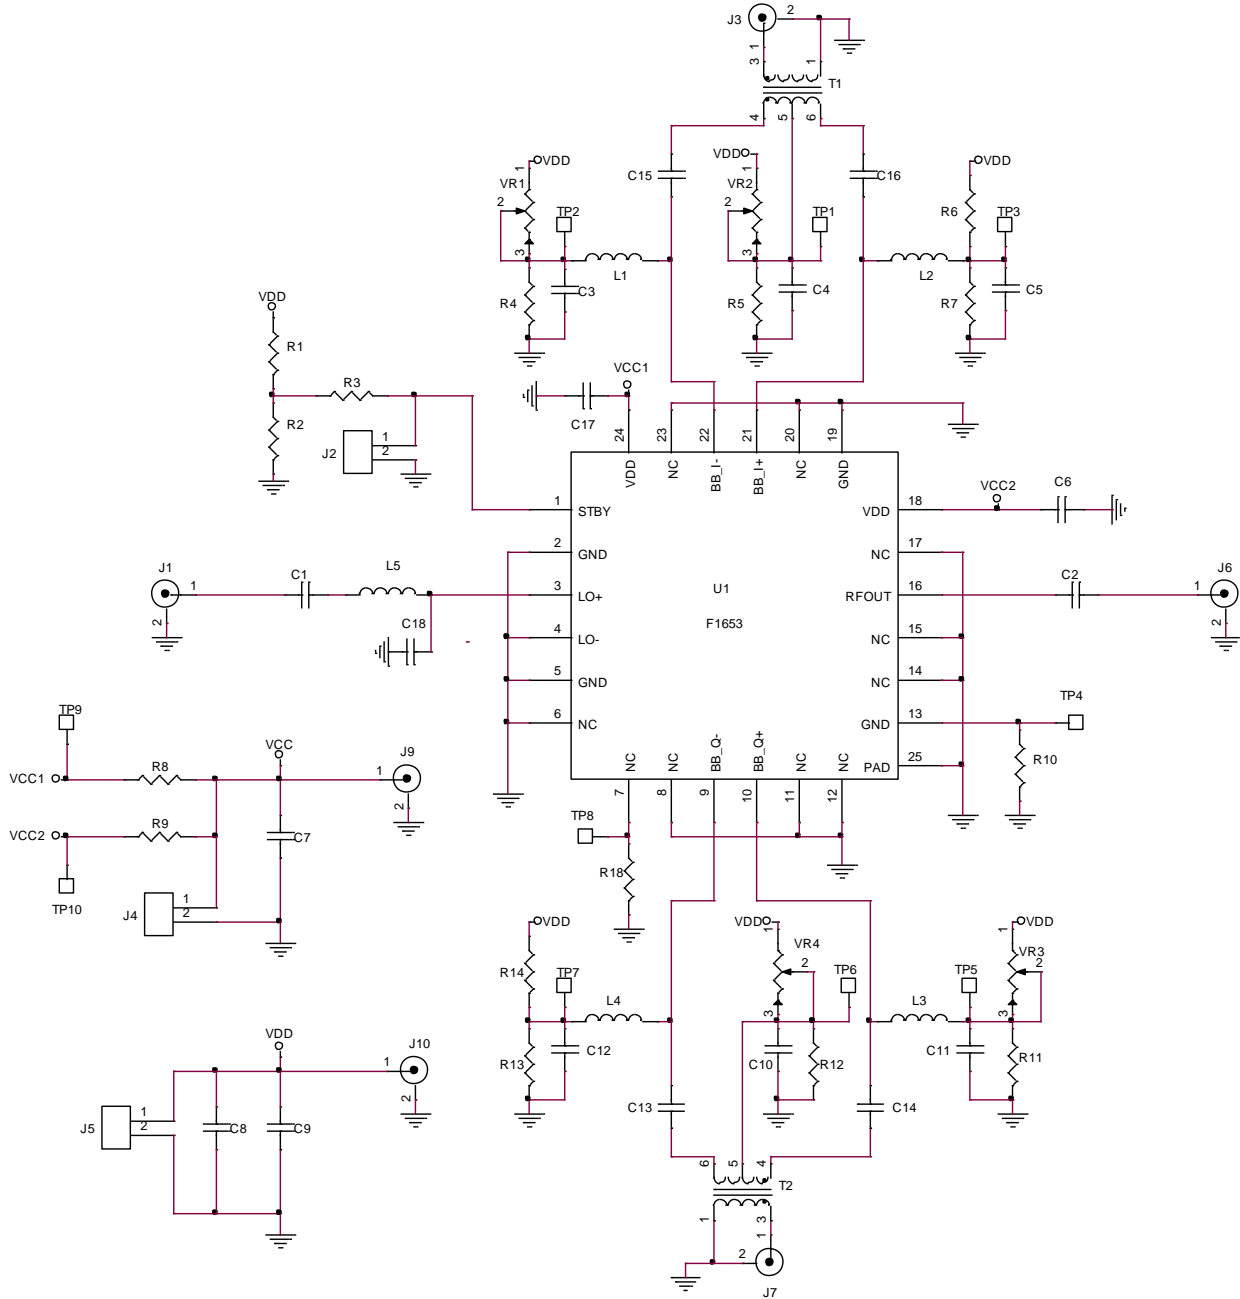 J3 2
1
3 1
T1
4 5 6
C15 C16
VDD
1
VR1
2
3
TP2
L1
R4 C3
VDD
1
VR2
2
3
TP1
R5 C4
VDD
R6 TP3
L2
R7 C5
VDD
R1
R3
R2
J2 1
2
VCC1
C17
24 23 22 21 20 19
VDD NC BB_I- BB_I+ NC GND
1 STBY
2 GND
3 LO+
4 LO-
5 GND
6 NC
U1
F1653
VDD 18
NC 17
RFOUT 16
NC 15
NC 14
GND 13
PAD 25
NC NC BB_Q- BB_Q+ NC NC
7 8 9 10 11 12
VCC2 C6
C2
J6
1
2
TP4
R10
J1
1
2
C1 L5
C18
-
TP9
VCC1 R8
VCC
J9
1
2
VCC2 R9
C7
TP10
J4 1
2
TP8
R18
VDD
R14 TP7
L4
R13 C12
C13
VDD
1
VR4
2
3
TP6
C10 R12
C14
L3
TP5
VDD
1
VR3
2
3
C11 R11
6 5 4
T2
1 3
1
2
J7
VDD
J10
1
2
J5 1
2
C8 C9